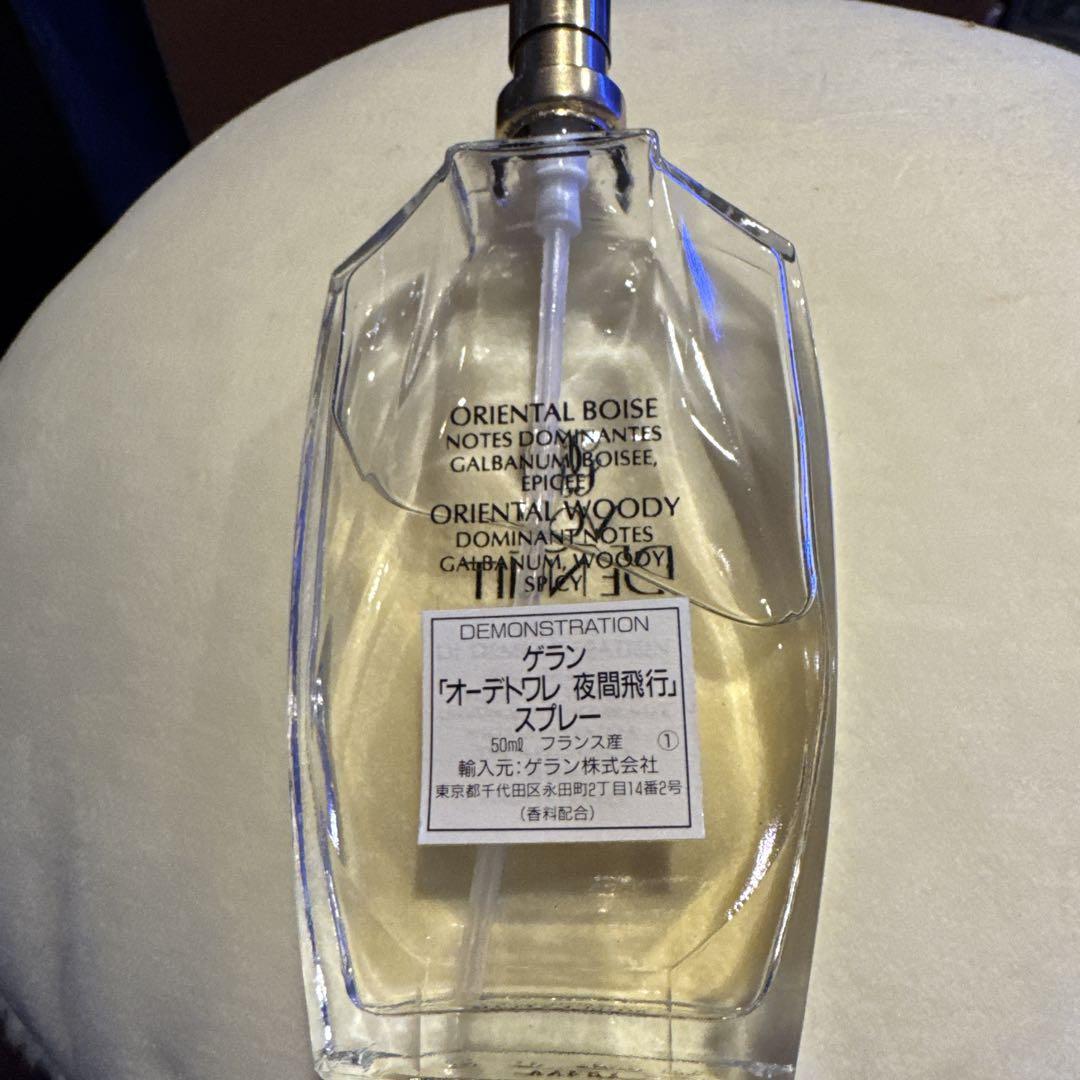 ORIENTAL BOISE
NOTES DOMINANTES
GALBANUM, BOISEE,
EPICEE
ORIENTAL WOODY
DOMINANT NOTES
GALBANUM, WOODY,
SPICY
DEMONSTRATION
ゲラン
「オーデトワレ 夜間飛行」
スプレー
50㎖ フランス産 ①
輸入元:ゲラン株式会社
東京都千代田区永田町2丁目14番2号
(香料配合)